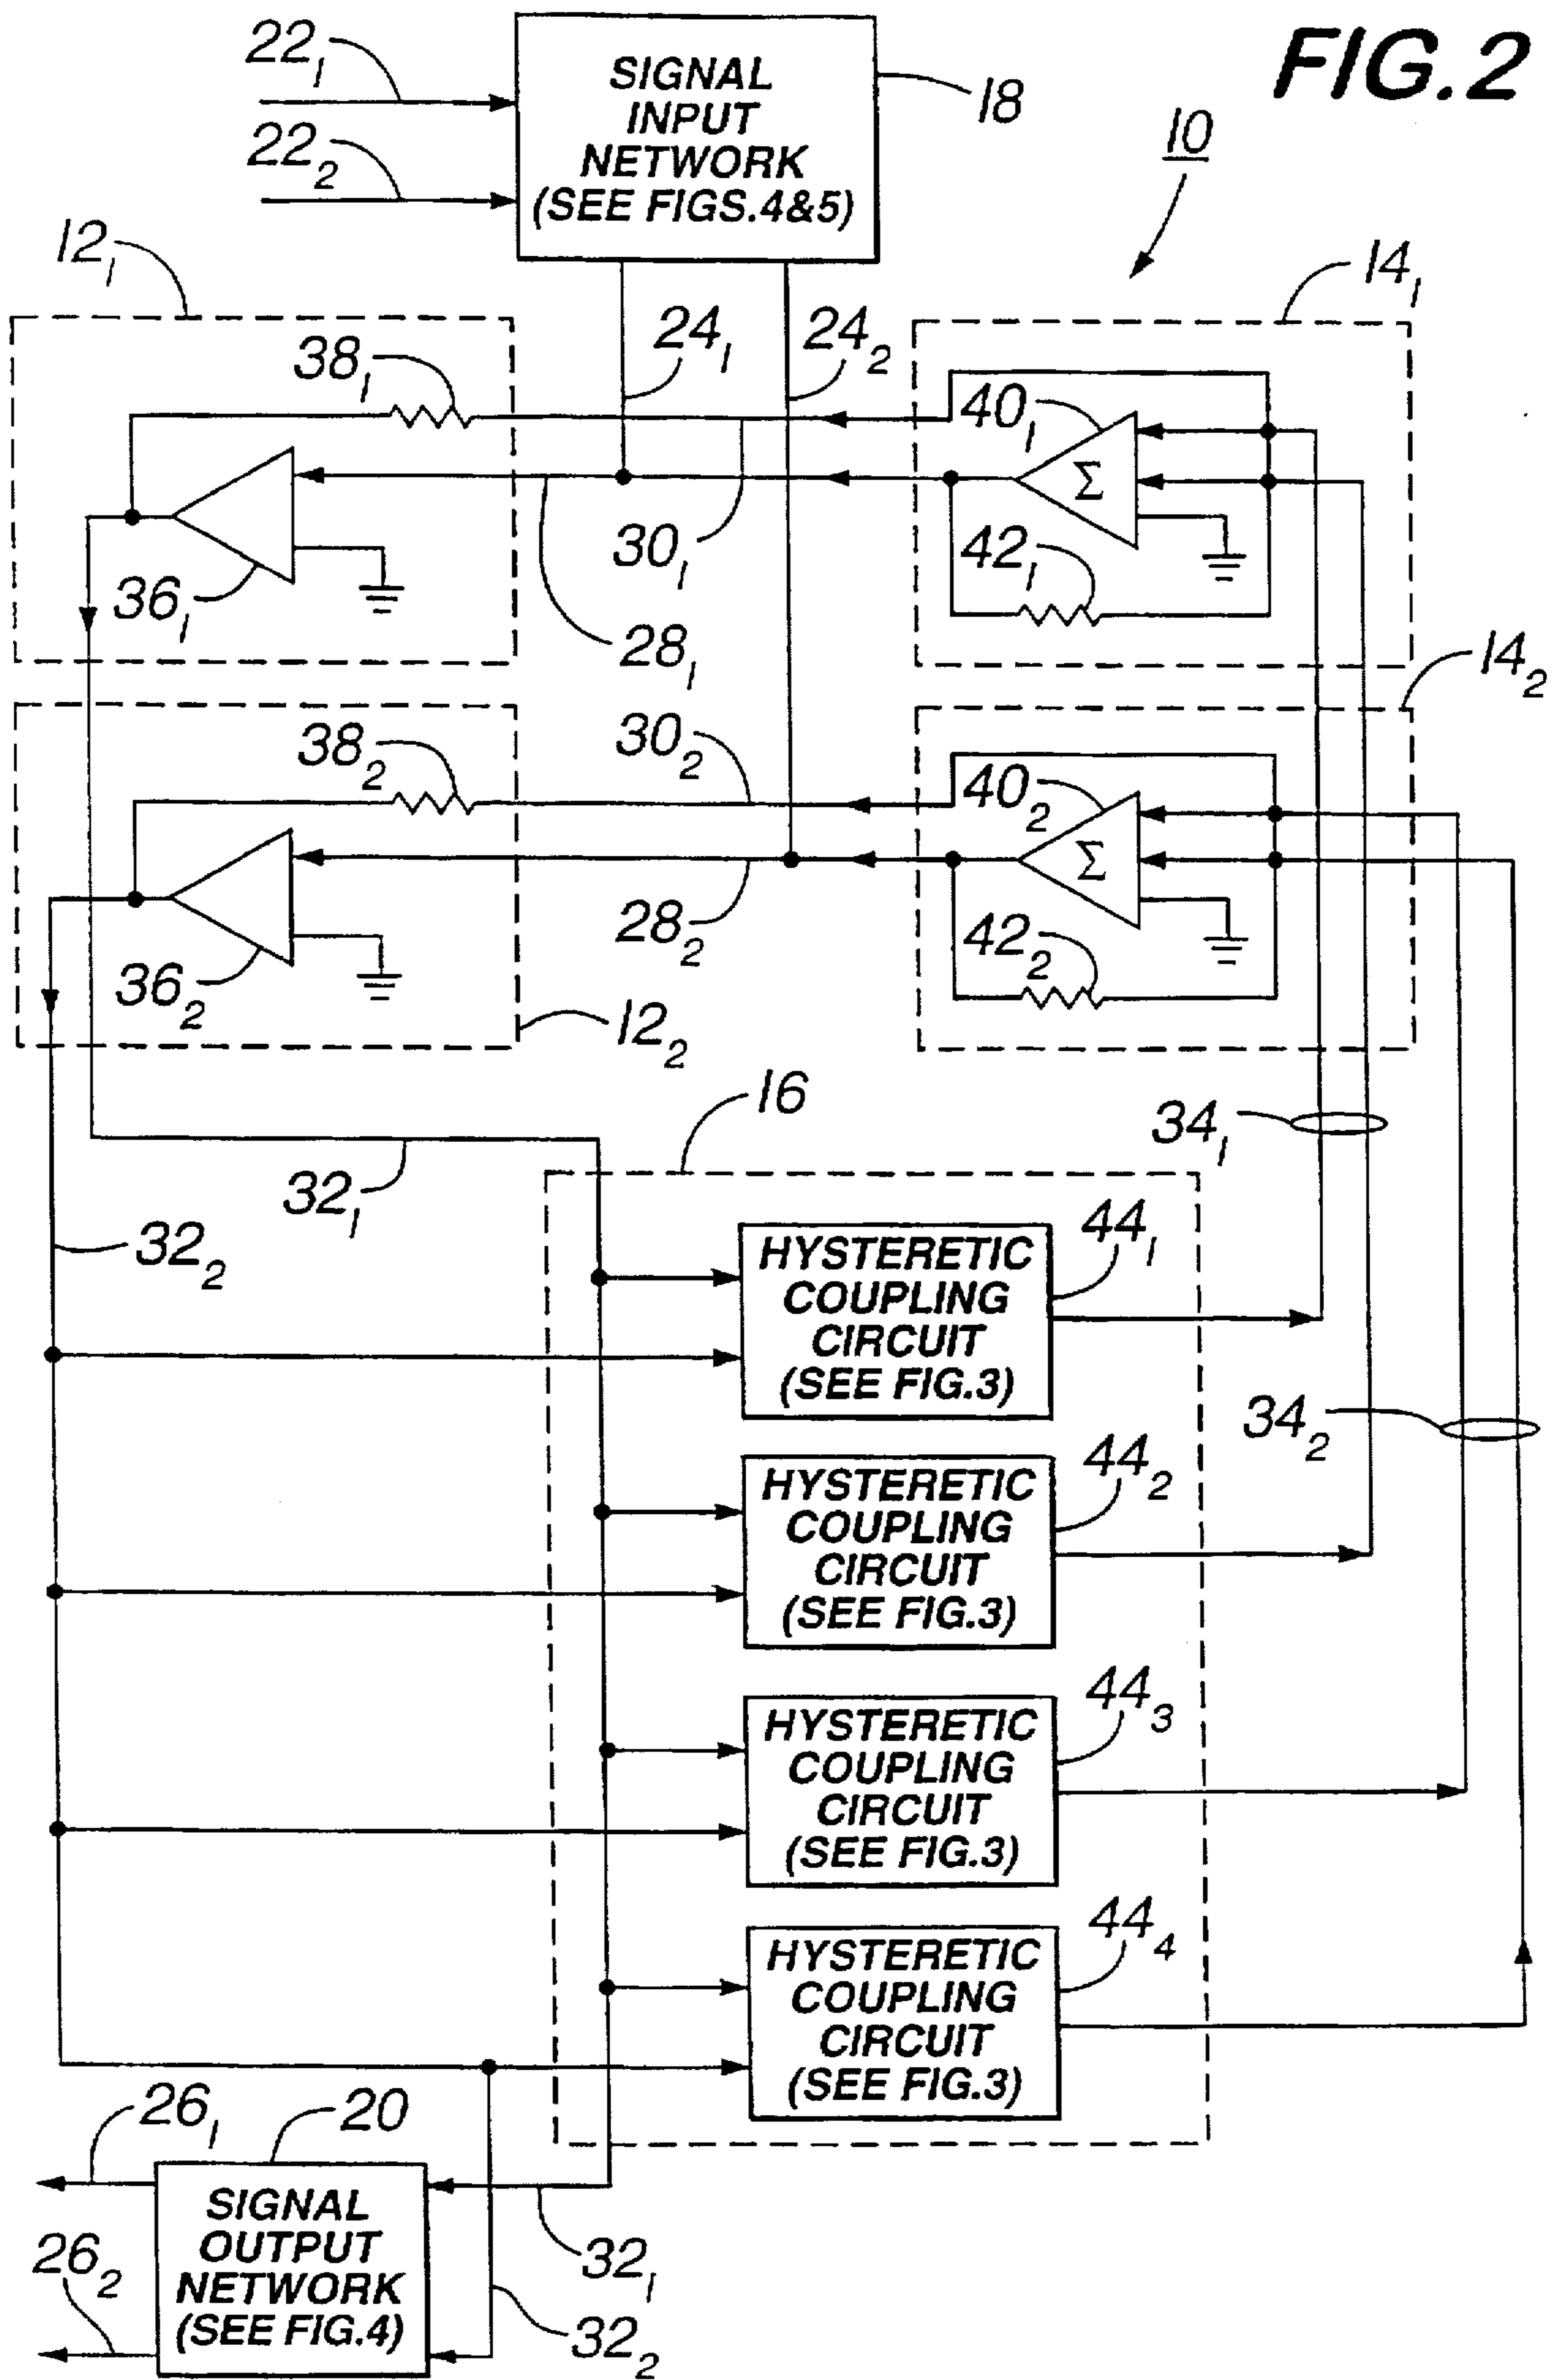 FIG.2
22₁
SIGNAL
INPUT
NETWORK
(SEE FIGS.4&5)
18
10
22₂
12₁
14₁
24₁
24₂
38₁
40₁
Σ
30₁
42₁
36₁
28₁
14₂
38₂
30₂
40₂
Σ
28₂
42₂
36₂
12₂
16
34₁
32₁
32₂
HYSTERETIC
COUPLING
CIRCUIT
(SEE FIG.3)
44₁
34₂
HYSTERETIC
COUPLING
CIRCUIT
(SEE FIG.3)
44₂
HYSTERETIC
COUPLING
CIRCUIT
(SEE FIG.3)
44₃
HYSTERETIC
COUPLING
CIRCUIT
(SEE FIG.3)
44₄
26₁
20
SIGNAL
OUTPUT
NETWORK
(SEE FIG.4)
26₂
32₁
32₂